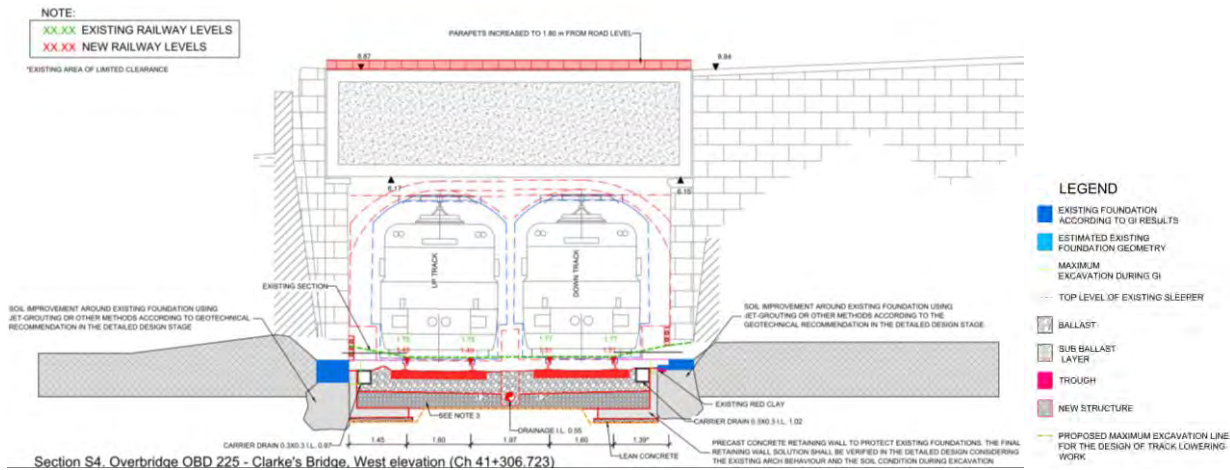 NOTE:
XX.XX EXISTING RAILWAY LEVELS
XX.XX NEW RAILWAY LEVELS
*EXISTING AREA OF LIMITED CLEARANCE
PARAPETS INCREASED TO 1.80 m FROM ROAD LEVEL
8.87
8.84
6.17
6.15
UP TRACK
DOWN TRACK
EXISTING SECTION
SOIL IMPROVEMENT AROUND EXISTING FOUNDATION USING
JET-GROUTING OR OTHER METHODS ACCORDING TO GEOTECHNICAL
RECOMMENDATION IN THE DETAILED DESIGN STAGE
SOIL IMPROVEMENT AROUND EXISTING FOUNDATION USING
JET-GROUTING OR OTHER METHODS ACCORDING TO THE
GEOTECHNICAL RECOMMENDATION IN THE DETAILED DESIGN STAGE
1.77 1.77
EXISTING RED CLAY
SEE NOTE 3
DRAINAGE I.L. 0.55
CARRIER DRAIN 0.3X0.3 I.L. 1.02
CARRIER DRAIN 0.3X0.3 I.L. 0.97
1.45 1.60 1.97 1.60 1.39*
LEAN CONCRETE
PRECAST CONCRETE RETAINING WALL TO PROTECT EXISTING FOUNDATIONS. THE FINAL
RETAINING WALL SOLUTION SHALL BE VERIFIED IN THE DETAILED DESIGN CONSIDERING
THE EXISTING ARCH BEHAVIOUR AND THE SOIL CONDITION DURING EXCAVATION
Section S4. Overbridge OBD 225 - Clarke's Bridge, West elevation (Ch 41+306.723)
LEGEND
EXISTING FOUNDATION
ACCORDING TO GI RESULTS
ESTIMATED EXISTING
FOUNDATION GEOMETRY
MAXIMUM
EXCAVATION DURING GI
TOP LEVEL OF EXISTING SLEEPER
BALLAST
SUB BALLAST
LAYER
TROUGH
NEW STRUCTURE
PROPOSED MAXIMUM EXCAVATION LINE
FOR THE DESIGN OF TRACK LOWERING
WORK